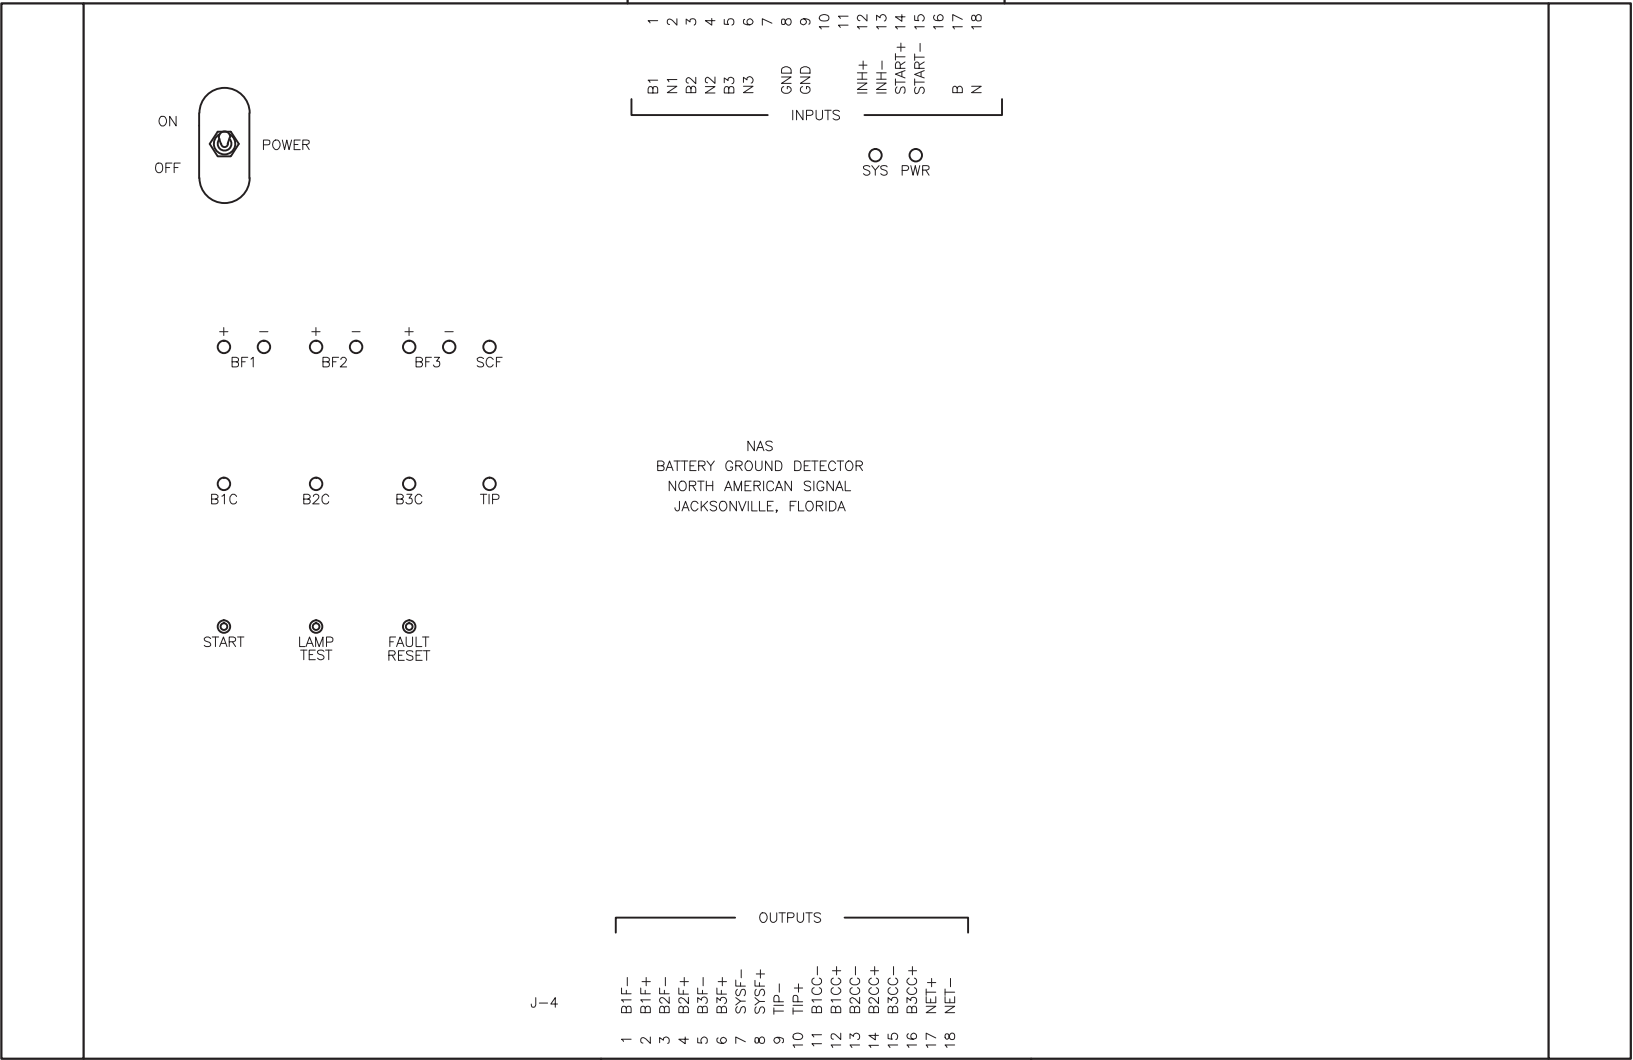 1 2 3 4 5 6 7 8 9 10 11 12 13 14 15 16 17 18
B1 N1 B2 N2 B3 N3 GND GND INH+ INH− START+ START− B N
INPUTS
ON
POWER
OFF
SYS PWR
+ − + − + −
BF1 BF2 BF3 SCF
NAS
BATTERY GROUND DETECTOR
NORTH AMERICAN SIGNAL
JACKSONVILLE, FLORIDA
B1C B2C B3C TIP
START LAMP FAULT
TEST RESET
OUTPUTS
J−4
B1F− B1F+ B2F− B2F+ B3F− B3F+ SYSF− SYSF+ TIP− TIP+ B1CC− B1CC+ B2CC− B2CC+ B3CC− B3CC+ NET+ NET−
1 2 3 4 5 6 7 8 9 10 11 12 13 14 15 16 17 18